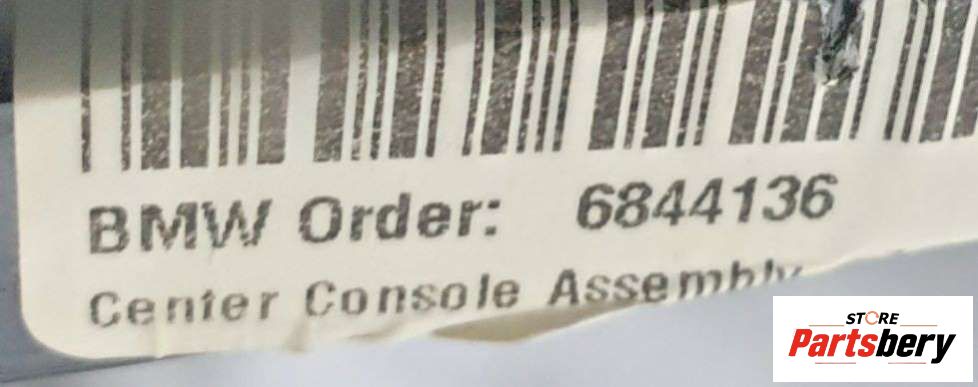 BMW Order: 6844136
Center Console Assembly
STORE
Partsbery